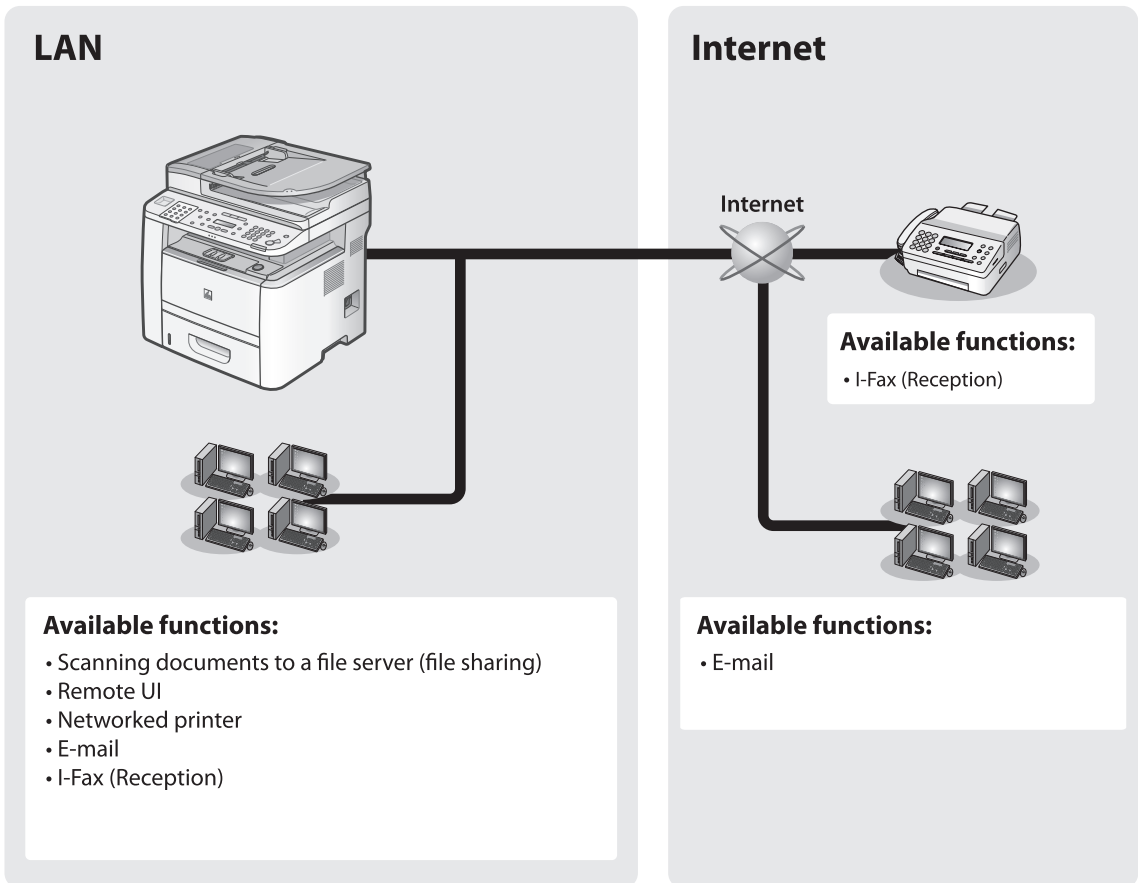 LAN
Available functions:
• Scanning documents to a file server (file sharing)
• Remote UI
• Networked printer
• E-mail
• I-Fax (Reception)
Internet
Internet
Available functions:
• I-Fax (Reception)
Available functions:
• E-mail